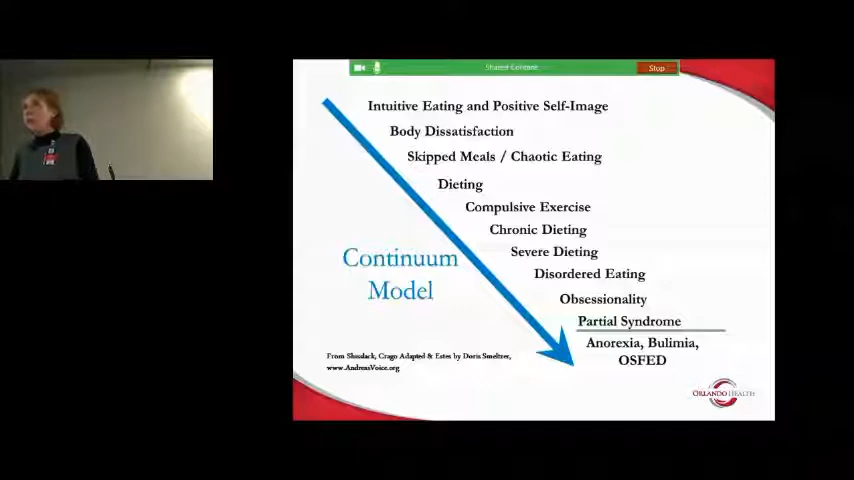 Shared Content
Stop
Intuitive Eating and Positive Self-Image
Body Dissatisfaction
Skipped Meals / Chaotic Eating
Dieting
Compulsive Exercise
Chronic Dieting
Severe Dieting
Disordered Eating
Obsessionality
Partial Syndrome
Anorexia, Bulimia,
OSFED
Continuum
Model
From Shisslack, Crago Adapted & Estes by Doris Smeltzer,
www.AndreasVoice.org
ORLANDO HEALTH